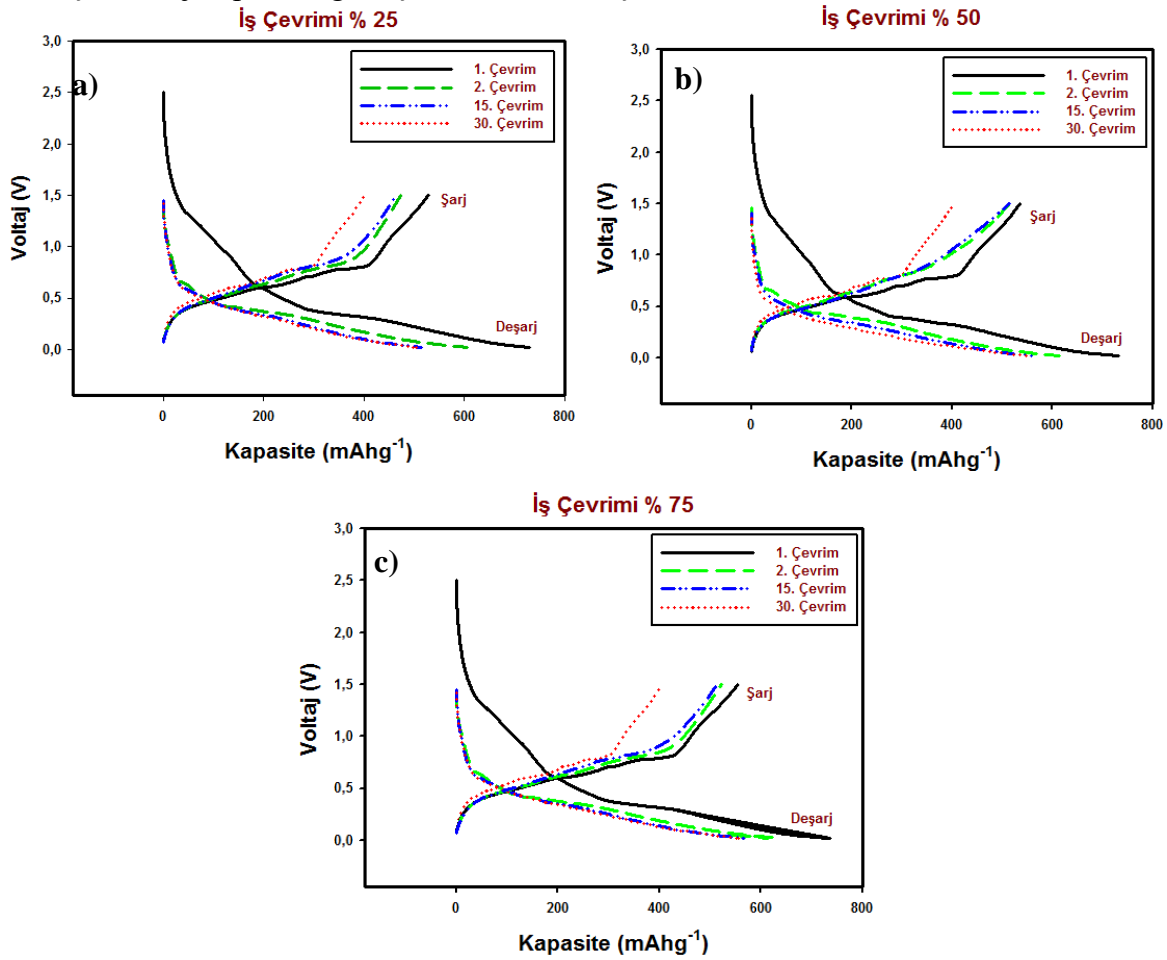 İş Çevrimi % 25
a)
1. Çevrim
2. Çevrim
15. Çevrim
30. Çevrim
3,0
2,5
2,0
1,5
1,0
0,5
0,0
Voltaj (V)
Şarj
Deşarj
0 200 400 600 800
Kapasite (mAhg⁻¹)
İş Çevrimi % 50
b)
1. Çevrim
2. Çevrim
15. Çevrim
30. Çevrim
3,0
2,5
2,0
1,5
1,0
0,5
0,0
Voltaj (V)
Şarj
Deşarj
0 200 400 600 800
Kapasite (mAhg⁻¹)
İş Çevrimi % 75
c)
1. Çevrim
2. Çevrim
15. Çevrim
30. Çevrim
3,0
2,5
2,0
1,5
1,0
0,5
0,0
Voltaj (V)
Şarj
Deşarj
0 200 400 600 800
Kapasite (mAhg⁻¹)